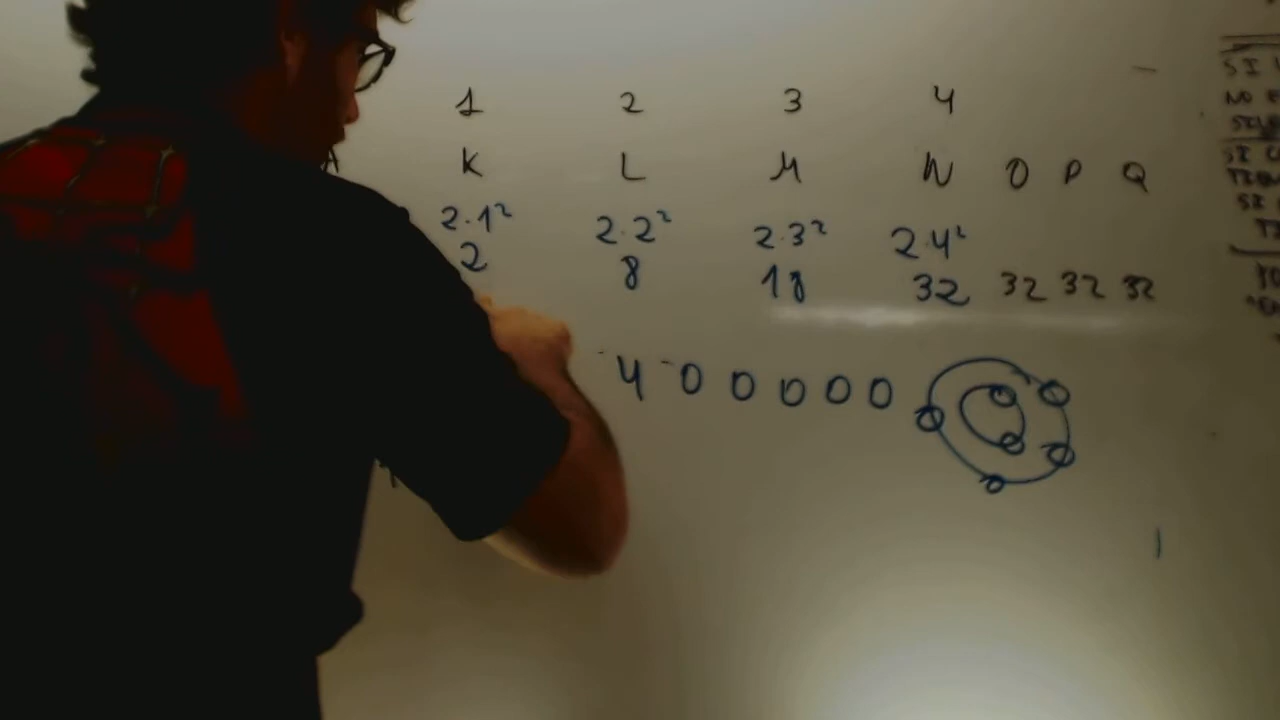 1 2 3 4
K L M N O P Q
2·1² 2·2² 2·3² 2·4²
2 8 18 32 32 32 32
4 0 0 0 0 0
NO